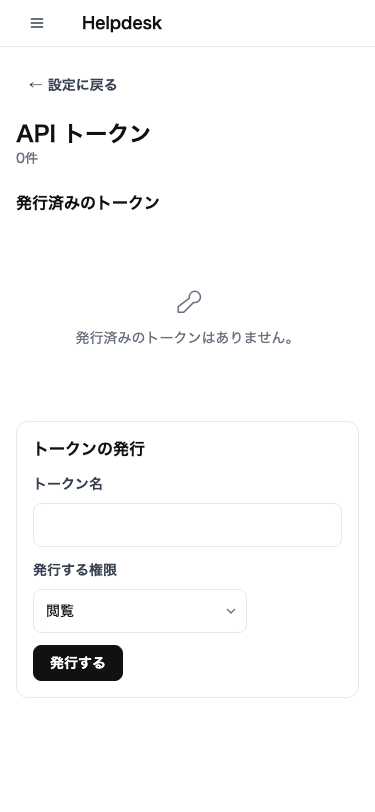 Helpdesk
← 設定に戻る
API トークン
0件
発行済みのトークン
発行済みのトークンはありません。
トークンの発行
トークン名
発行する権限
閲覧
発行する